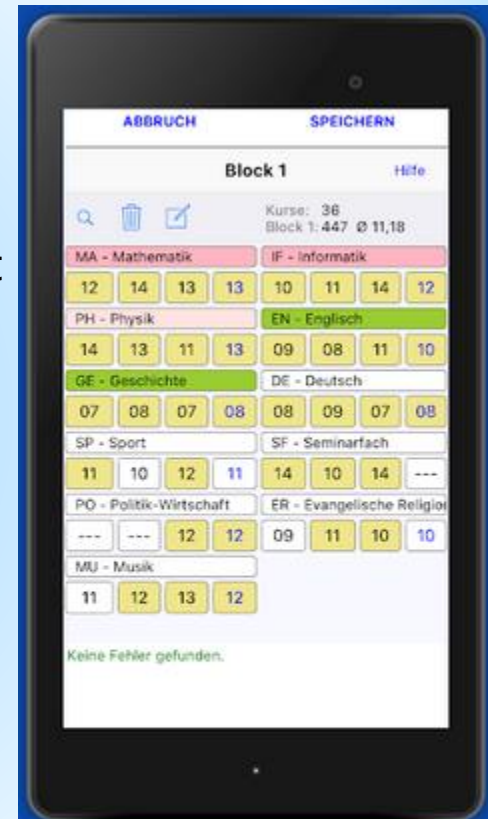 ABBRUCH SPEICHERN
Block 1 Hilfe
Kurse: 36
Block 1: 447 Ø 11,18
MA - Mathematik IF - Informatik
12 14 13 13 10 11 14 12
PH - Physik EN - Englisch
14 13 11 13 09 08 11 10
GE - Geschichte DE - Deutsch
07 08 07 08 08 09 07 08
SP - Sport SF - Seminarfach
11 10 12 11 14 10 14 ---
PO - Politik-Wirtschaft ER - Evangelische Religion
--- --- 12 12 09 11 10 10
MU - Musik
11 12 13 12
Keine Fehler gefunden.